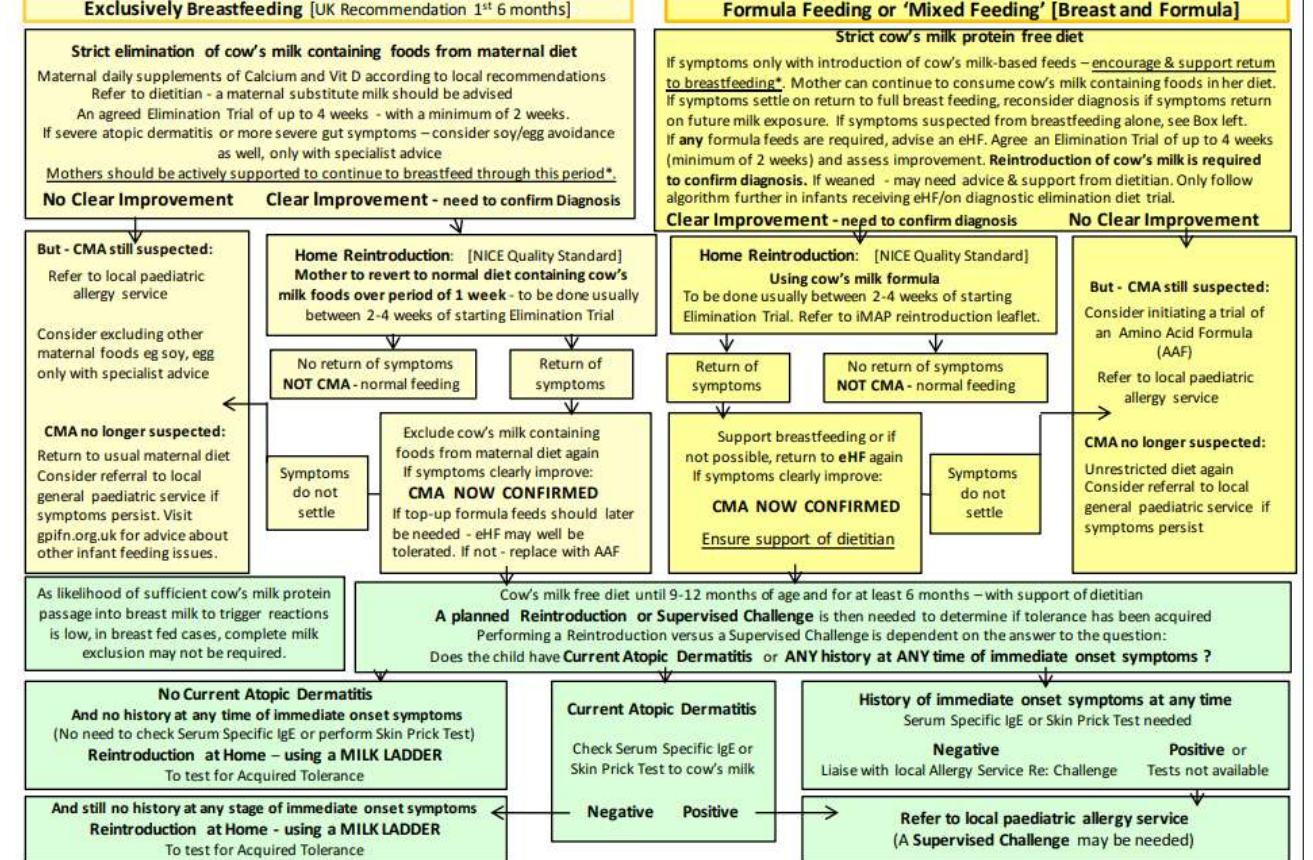 Exclusively Breastfeeding [UK Recommendation 1st 6 months]
Strict elimination of cow's milk containing foods from maternal diet
Maternal daily supplements of Calcium and Vit D according to local recommendations
Refer to dietitian - a maternal substitute milk should be advised
An agreed Elimination Trial of up to 4 weeks - with a minimum of 2 weeks.
If severe atopic dermatitis or more severe gut symptoms – consider soy/egg avoidance
as well, only with specialist advice
Mothers should be actively supported to continue to breastfeed through this period*.
No Clear Improvement
Clear Improvement - need to confirm Diagnosis
Formula Feeding or 'Mixed Feeding' [Breast and Formula]
Strict cow's milk protein free diet
If symptoms only with introduction of cow's milk-based feeds – encourage & support return
to breastfeeding*. Mother can continue to consume cow's milk containing foods in her diet.
If symptoms settle on return to full breast feeding, reconsider diagnosis if symptoms return
on future milk exposure. If symptoms suspected from breastfeeding alone, see Box left.
If any formula feeds are required, advise an eHF. Agree an Elimination Trial of up to 4 weeks
(minimum of 2 weeks) and assess improvement. Reintroduction of cow's milk is required
to confirm diagnosis. If weaned - may need advice & support from dietitian. Only follow
algorithm further in infants receiving eHF/on diagnostic elimination diet trial.
Clear Improvement - need to confirm diagnosis
No Clear Improvement
But - CMA still suspected:
Refer to local paediatric
allergy service
Consider excluding other
maternal foods eg soy, egg
only with specialist advice
CMA no longer suspected:
Return to usual maternal diet
Consider referral to local
general paediatric service if
symptoms persist. Visit
gpifn.org.uk for advice about
other infant feeding issues.
Home Reintroduction: [NICE Quality Standard]
Mother to revert to normal diet containing cow's
milk foods over period of 1 week - to be done usually
between 2-4 weeks of starting Elimination Trial
No return of symptoms
NOT CMA - normal feeding
Return of
symptoms
Symptoms
do not
settle
Exclude cow's milk containing
foods from maternal diet again
If symptoms clearly improve:
CMA NOW CONFIRMED
If top-up formula feeds should later
be needed - eHF may well be
tolerated. If not - replace with AAF
Home Reintroduction: [NICE Quality Standard]
Using cow's milk formula
To be done usually between 2-4 weeks of starting
Elimination Trial. Refer to iMAP reintroduction leaflet.
Return of
symptoms
No return of symptoms
NOT CMA - normal feeding
Support breastfeeding or if
not possible, return to eHF again
If symptoms clearly improve:
CMA NOW CONFIRMED
Ensure support of dietitian
Symptoms
do not
settle
But - CMA still suspected:
Consider initiating a trial of
an Amino Acid Formula
(AAF)
Refer to local paediatric
allergy service
CMA no longer suspected:
Unrestricted diet again
Consider referral to local
general paediatric service if
symptoms persist
As likelihood of sufficient cow's milk protein
passage into breast milk to trigger reactions
is low, in breast fed cases, complete milk
exclusion may not be required.
Cow's milk free diet until 9-12 months of age and for at least 6 months – with support of dietitian
A planned Reintroduction or Supervised Challenge is then needed to determine if tolerance has been acquired
Performing a Reintroduction versus a Supervised Challenge is dependent on the answer to the question:
Does the child have Current Atopic Dermatitis or ANY history at ANY time of immediate onset symptoms ?
No Current Atopic Dermatitis
And no history at any time of immediate onset symptoms
(No need to check Serum Specific IgE or perform Skin Prick Test)
Reintroduction at Home – using a MILK LADDER
To test for Acquired Tolerance
And still no history at any stage of immediate onset symptoms
Reintroduction at Home - using a MILK LADDER
To test for Acquired Tolerance
Current Atopic Dermatitis
Check Serum Specific IgE or
Skin Prick Test to cow's milk
Negative Positive
History of immediate onset symptoms at any time
Serum Specific IgE or Skin Prick Test needed
Negative
Liaise with local Allergy Service Re: Challenge
Positive or
Tests not available
Refer to local paediatric allergy service
(A Supervised Challenge may be needed)